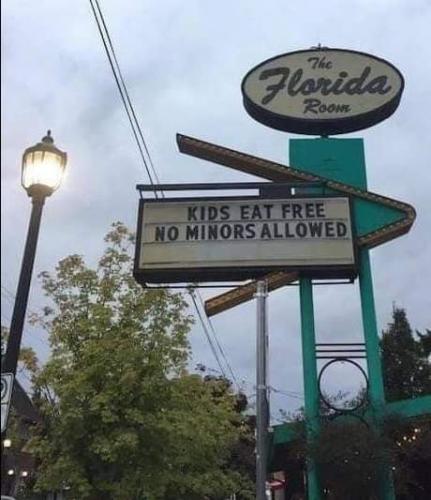 The
Florida
Room
KIDS EAT FREE
NO MINORS ALLOWED